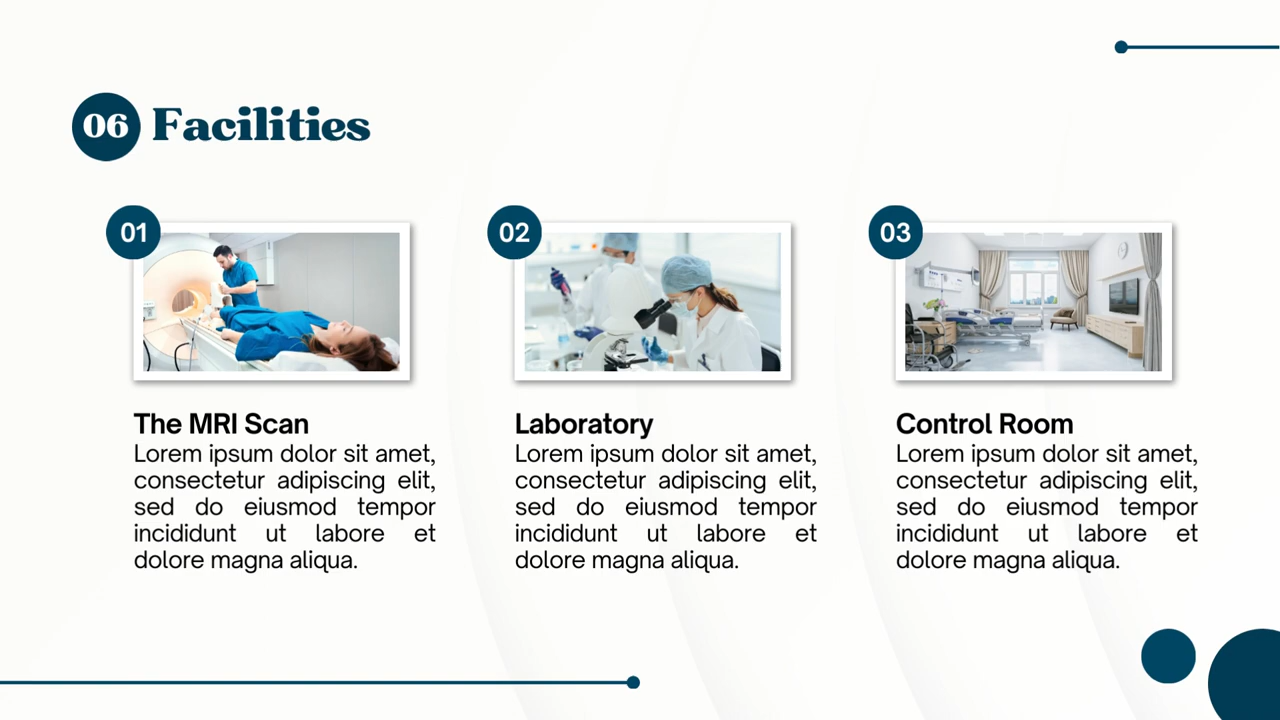 06 Facilities
01
The MRI Scan
Lorem ipsum dolor sit amet,
consectetur adipiscing elit,
sed do eiusmod tempor
incididunt ut labore et
dolore magna aliqua.
02
Laboratory
Lorem ipsum dolor sit amet,
consectetur adipiscing elit,
sed do eiusmod tempor
incididunt ut labore et
dolore magna aliqua.
03
Control Room
Lorem ipsum dolor sit amet,
consectetur adipiscing elit,
sed do eiusmod tempor
incididunt ut labore et
dolore magna aliqua.